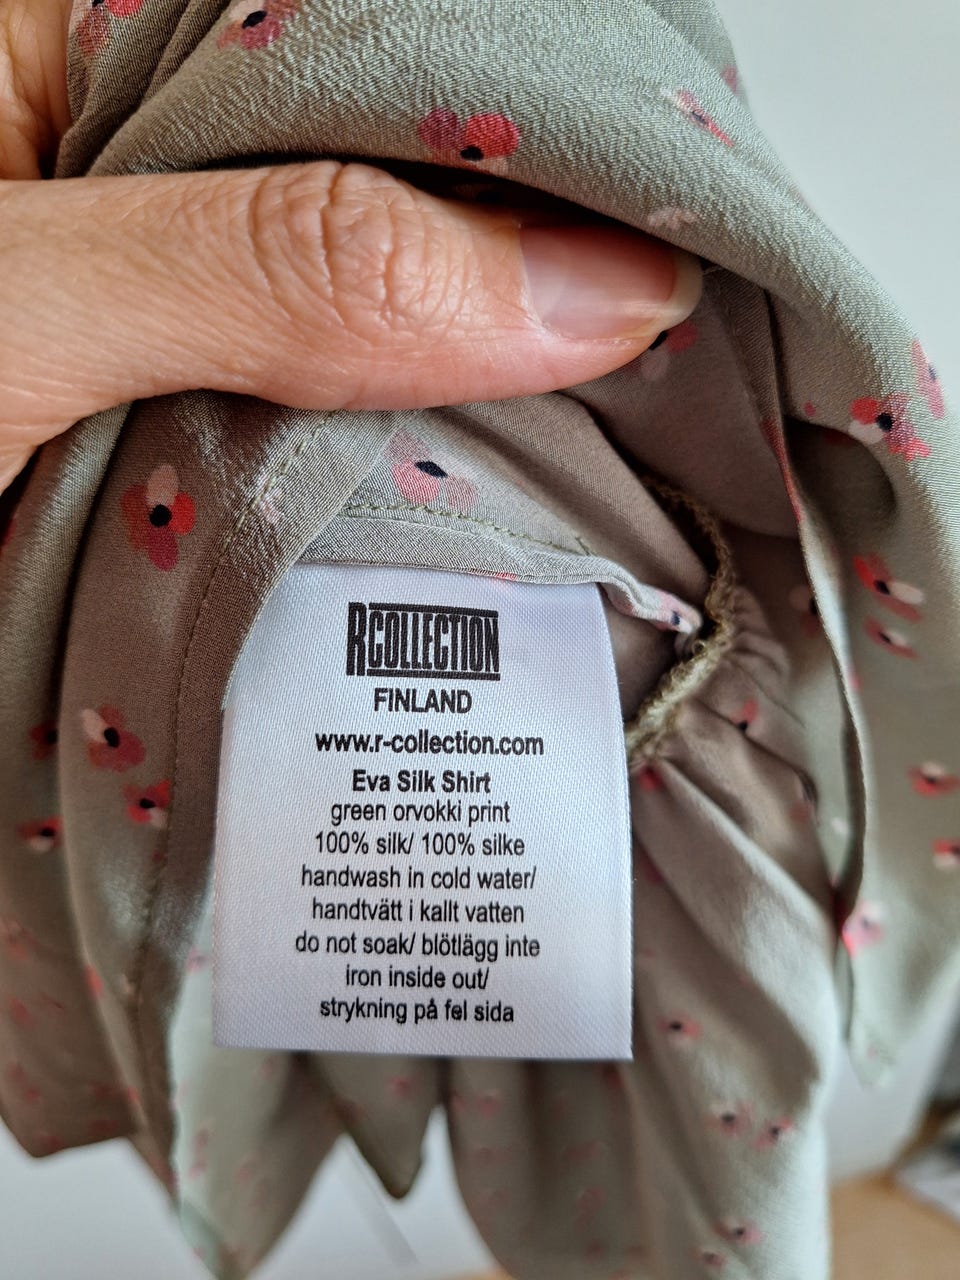 RCOLLECTION
FINLAND
www.r-collection.com
Eva Silk Shirt
green orvokki print
100% silk/ 100% silke
handwash in cold water/
handtvätt i kallt vatten
do not soak/ blötlägg inte
iron inside out/
strykning på fel sida